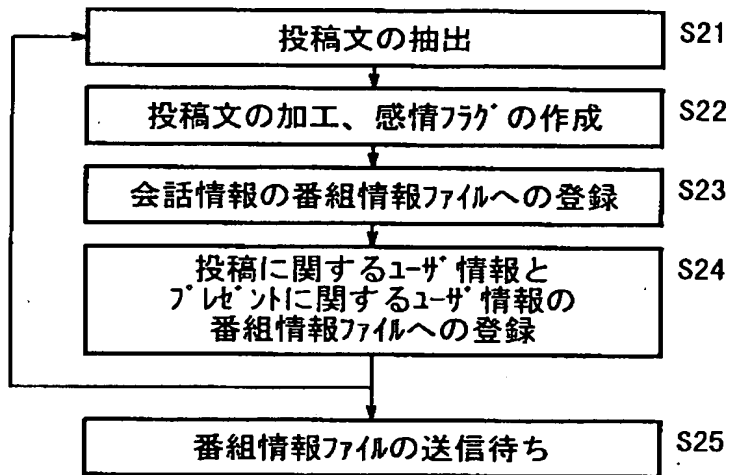 投稿文の抽出 S21
投稿文の加工、感情ﾌﾗｸﾞの作成 S22
会話情報の番組情報ﾌｧｲﾙへの登録 S23
投稿に関するﾕｰｻﾞ情報と S24
ﾌﾟﾚｾﾞﾝﾄに関するﾕｰｻﾞ情報の
番組情報ﾌｧｲﾙへの登録
番組情報ﾌｧｲﾙの送信待ち S25